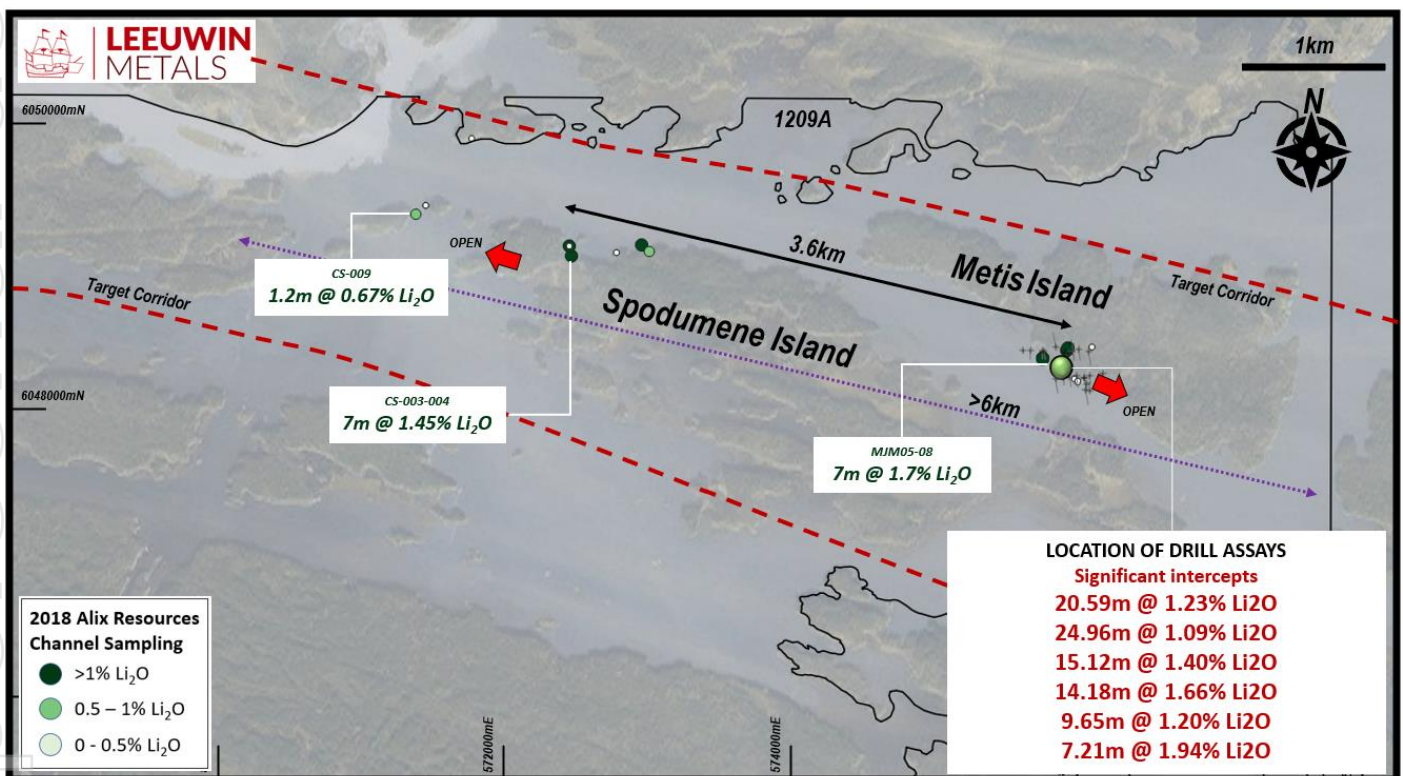 LEEUWIN
METALS
1km
6050000mN
1209A
N
OPEN
3.6km
Metis Island
CS-009
1.2m @ 0.67% Li₂O
Target Corridor
Target Corridor
Spodumene Island
CS-003-004
7m @ 1.45% Li₂O
6048000mN
>6km
OPEN
MJM05-08
7m @ 1.7% Li₂O
LOCATION OF DRILL ASSAYS
Significant intercepts
20.59m @ 1.23% Li2O
24.96m @ 1.09% Li2O
15.12m @ 1.40% Li2O
14.18m @ 1.66% Li2O
9.65m @ 1.20% Li2O
7.21m @ 1.94% Li2O
2018 Alix Resources
Channel Sampling
>1% Li₂O
0.5 – 1% Li₂O
0 - 0.5% Li₂O
572000mE
574000mE